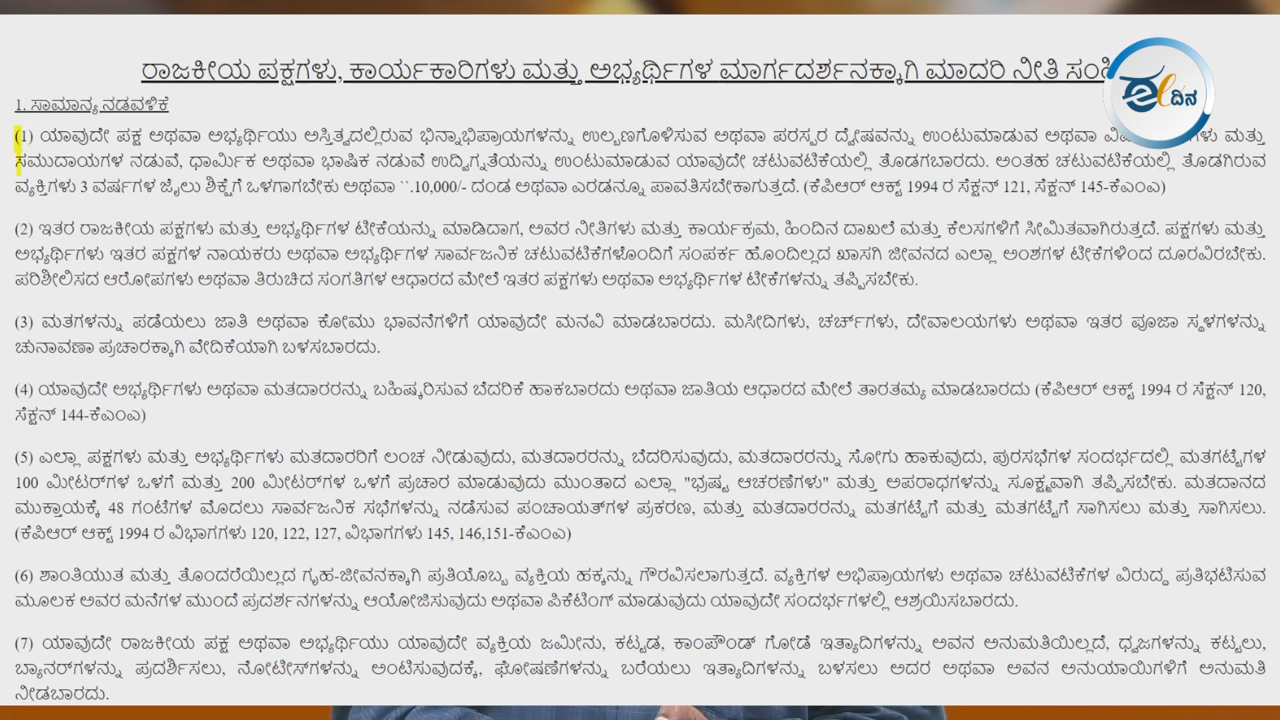 ರಾಜಕೀಯ ಪಕ್ಷಗಳು, ಕಾರ್ಯಕಾರಿಗಳು ಮತ್ತು ಅಭ್ಯರ್ಥಿಗಳ ಮಾರ್ಗದರ್ಶನಕ್ಕಾಗಿ ಮಾದರಿ ನೀತಿ
ದಿನ
1. ಸಾಮಾನ್ಯ ನಡವಳಿಕೆ
(1) ಯಾವುದೇ ಪಕ್ಷ ಅಥವಾ ಅಭ್ಯರ್ಥಿಯು ಅಸ್ತಿತ್ವದಲ್ಲಿರುವ ಭಿನ್ನಾಭಿಪ್ರಾಯಗಳನ್ನು ಉಲ್ಬಣಗೊಳಿಸುವ ಅಥವಾ ಪರಸ್ಪರ ದ್ವೇಷವನ್ನು ಉಂಟುಮಾಡುವ ಅಥವಾ ಮತ್ತು
ಸಮುದಾಯಗಳ ನಡುವೆ, ಧಾರ್ಮಿಕ ಅಥವಾ ಭಾಷಿಕ ನಡುವೆ ಉದ್ವಿಗ್ನತೆಯನ್ನು ಉಂಟುಮಾಡುವ ಯಾವುದೇ ಚಟುವಟಿಕೆಯಲ್ಲಿ ತೊಡಗಬಾರದು. ಅಂತಹ ಚಟುವಟಿಕೆಯಲ್ಲಿ ತೊಡಗಿರುವ
ವ್ಯಕ್ತಿಗಳು 3 ವರ್ಷಗಳ ಜೈಲು ಶಿಕ್ಷೆಗೆ ಒಳಗಾಗಬೇಕು ಅಥವಾ ``.10,000/- ದಂಡ ಅಥವಾ ಎರಡನ್ನೂ ಪಾವತಿಸಬೇಕಾಗುತ್ತದೆ. (ಕೆಪಿಆರ್ ಆಕ್ಟ್ 1994 ರ ಸೆಕ್ಷನ್ 121, ಸೆಕ್ಷನ್ 145-ಕೆಎಂಎ)
(2) ಇತರ ರಾಜಕೀಯ ಪಕ್ಷಗಳು ಮತ್ತು ಅಭ್ಯರ್ಥಿಗಳ ಟೀಕೆಯನ್ನು ಮಾಡಿದಾಗ, ಅವರ ನೀತಿಗಳು ಮತ್ತು ಕಾರ್ಯಕ್ರಮ, ಹಿಂದಿನ ದಾಖಲೆ ಮತ್ತು ಕೆಲಸಗಳಿಗೆ ಸೀಮಿತವಾಗಿರುತ್ತದೆ. ಪಕ್ಷಗಳು ಮತ್ತು
ಅಭ್ಯರ್ಥಿಗಳು ಇತರ ಪಕ್ಷಗಳ ನಾಯಕರು ಅಥವಾ ಅಭ್ಯರ್ಥಿಗಳ ಸಾರ್ವಜನಿಕ ಚಟುವಟಿಕೆಗಳೊಂದಿಗೆ ಸಂಪರ್ಕ ಹೊಂದಿಲ್ಲದ ಖಾಸಗಿ ಜೀವನದ ಎಲ್ಲಾ ಅಂಶಗಳ ಟೀಕೆಗಳಿಂದ ದೂರವಿರಬೇಕು.
ಪರಿಶೀಲಿಸದ ಆರೋಪಗಳು ಅಥವಾ ತಿರುಚಿದ ಸಂಗತಿಗಳ ಆಧಾರದ ಮೇಲೆ ಇತರ ಪಕ್ಷಗಳು ಅಥವಾ ಅಭ್ಯರ್ಥಿಗಳ ಟೀಕೆಗಳನ್ನು ತಪ್ಪಿಸಬೇಕು.
(3) ಮತಗಳನ್ನು ಪಡೆಯಲು ಜಾತಿ ಅಥವಾ ಕೋಮು ಭಾವನೆಗಳಿಗೆ ಯಾವುದೇ ಮನವಿ ಮಾಡಬಾರದು. ಮಸೀದಿಗಳು, ಚರ್ಚ್‌ಗಳು, ದೇವಾಲಯಗಳು ಅಥವಾ ಇತರ ಪೂಜಾ ಸ್ಥಳಗಳನ್ನು
ಚುನಾವಣಾ ಪ್ರಚಾರಕ್ಕಾಗಿ ವೇದಿಕೆಯಾಗಿ ಬಳಸಬಾರದು.
(4) ಯಾವುದೇ ಅಭ್ಯರ್ಥಿಗಳು ಅಥವಾ ಮತದಾರರನ್ನು ಬಹಿಷ್ಕರಿಸುವ ಬೆದರಿಕೆ ಹಾಕಬಾರದು ಅಥವಾ ಜಾತಿಯ ಆಧಾರದ ಮೇಲೆ ತಾರತಮ್ಯ ಮಾಡಬಾರದು (ಕೆಪಿಆರ್ ಆಕ್ಟ್ 1994 ರ ಸೆಕ್ಷನ್ 120,
ಸೆಕ್ಷನ್ 144-ಕೆಎಂಎ)
(5) ಎಲ್ಲಾ ಪಕ್ಷಗಳು ಮತ್ತು ಅಭ್ಯರ್ಥಿಗಳು ಮತದಾರರಿಗೆ ಲಂಚ ನೀಡುವುದು, ಮತದಾರರನ್ನು ಬೆದರಿಸುವುದು, ಮತದಾರರನ್ನು ಸೋಗು ಹಾಕುವುದು, ಪುರಸಭೆಗಳ ಸಂದರ್ಭದಲ್ಲಿ ಮತಗಟ್ಟೆಗಳ
100 ಮೀಟರ್‌ಗಳ ಒಳಗೆ ಮತ್ತು 200 ಮೀಟರ್‌ಗಳ ಒಳಗೆ ಪ್ರಚಾರ ಮಾಡುವುದು ಮುಂತಾದ ಎಲ್ಲಾ "ಭ್ರಷ್ಟ ಆಚರಣೆಗಳು" ಮತ್ತು ಅಪರಾಧಗಳನ್ನು ಸೂಕ್ಷ್ಮವಾಗಿ ತಪ್ಪಿಸಬೇಕು. ಮತದಾನದ
ಮುಕ್ತಾಯಕ್ಕೆ 48 ಗಂಟೆಗಳ ಮೊದಲು ಸಾರ್ವಜನಿಕ ಸಭೆಗಳನ್ನು ನಡೆಸುವ ಪಂಚಾಯತ್‌ಗಳ ಪ್ರಕರಣ, ಮತ್ತು ಮತದಾರರನ್ನು ಮತಗಟ್ಟೆಗೆ ಮತ್ತು ಮತಗಟ್ಟೆಗೆ ಸಾಗಿಸಲು ಮತ್ತು ಸಾಗಿಸಲು.
(ಕೆಪಿಆರ್ ಆಕ್ಟ್ 1994 ರ ವಿಭಾಗಗಳು 120, 122, 127, ವಿಭಾಗಗಳು 145, 146,151-ಕೆಎಂಎ)
(6) ಶಾಂತಿಯುತ ಮತ್ತು ತೊಂದರೆಯಿಲ್ಲದ ಗೃಹ-ಜೀವನಕ್ಕಾಗಿ ಪ್ರತಿಯೊಬ್ಬ ವ್ಯಕ್ತಿಯ ಹಕ್ಕನ್ನು ಗೌರವಿಸಲಾಗುತ್ತದೆ. ವ್ಯಕ್ತಿಗಳ ಅಭಿಪ್ರಾಯಗಳು ಅಥವಾ ಚಟುವಟಿಕೆಗಳ ವಿರುದ್ಧ ಪ್ರತಿಭಟಿಸುವ
ಮೂಲಕ ಅವರ ಮನೆಗಳ ಮುಂದೆ ಪ್ರದರ್ಶನಗಳನ್ನು ಆಯೋಜಿಸುವುದು ಅಥವಾ ಪಿಕೆಟಿಂಗ್ ಮಾಡುವುದು ಯಾವುದೇ ಸಂದರ್ಭಗಳಲ್ಲಿ ಆಶ್ರಯಿಸಬಾರದು.
(7) ಯಾವುದೇ ರಾಜಕೀಯ ಪಕ್ಷ ಅಥವಾ ಅಭ್ಯರ್ಥಿಯು ಯಾವುದೇ ವ್ಯಕ್ತಿಯ ಜಮೀನು, ಕಟ್ಟಡ, ಕಾಂಪೌಂಡ್ ಗೋಡೆ ಇತ್ಯಾದಿಗಳನ್ನು ಅವನ ಅನುಮತಿಯಿಲ್ಲದೆ, ಧ್ವಜಗಳನ್ನು ಕಟ್ಟಲು,
ಬ್ಯಾನರ್‌ಗಳನ್ನು ಪ್ರದರ್ಶಿಸಲು, ನೋಟೀಸ್‌ಗಳನ್ನು ಅಂಟಿಸುವುದಕ್ಕೆ, ಘೋಷಣೆಗಳನ್ನು ಬರೆಯಲು ಇತ್ಯಾದಿಗಳನ್ನು ಬಳಸಲು ಅದರ ಅಥವಾ ಅವನ ಅನುಯಾಯಿಗಳಿಗೆ ಅನುಮತಿ
ನೀಡಬಾರದು.